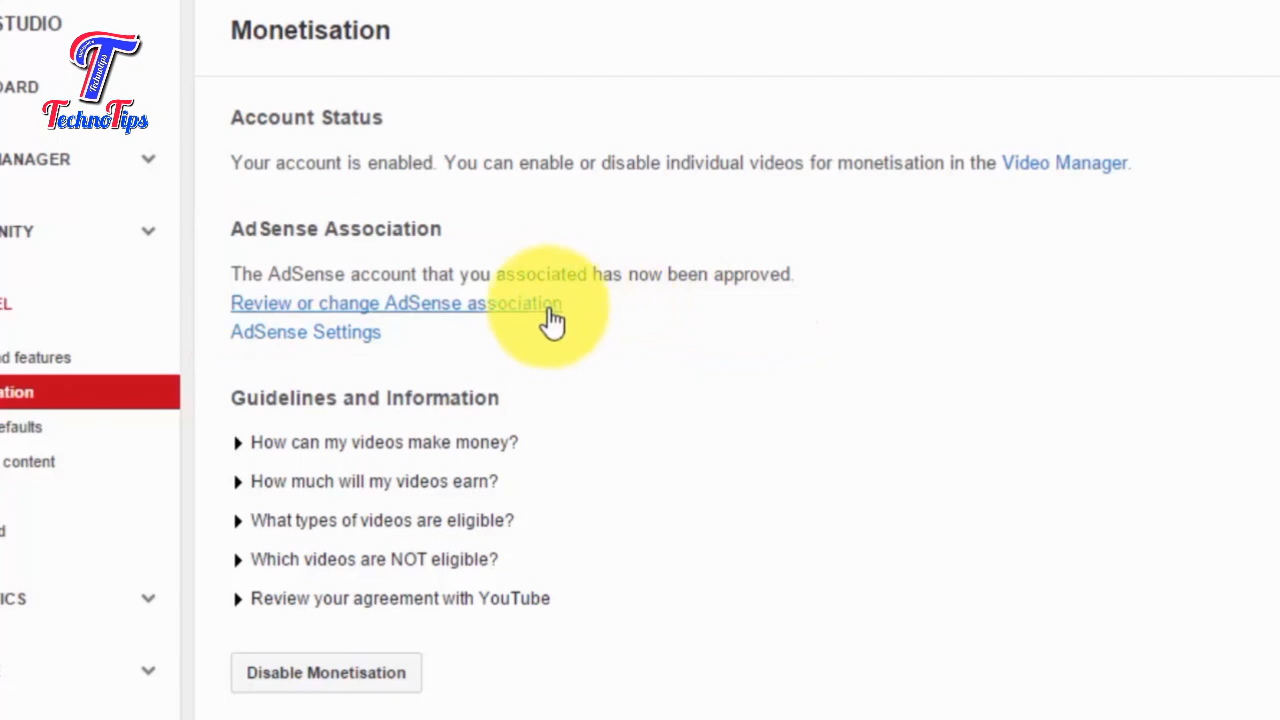 STUDIO
Monetisation
Technotips
TechnoTips
OARD
Account Status
ANAGER
Your account is enabled. You can enable or disable individual videos for monetisation in the Video Manager.
NITY
AdSense Association
The AdSense account that you associated has now been approved.
Review or change AdSense association
EL
AdSense Settings
nd features
ation
Guidelines and Information
efaults
How can my videos make money?
content
How much will my videos earn?
d
What types of videos are eligible?
Which videos are NOT eligible?
ICS
Review your agreement with YouTube
Disable Monetisation